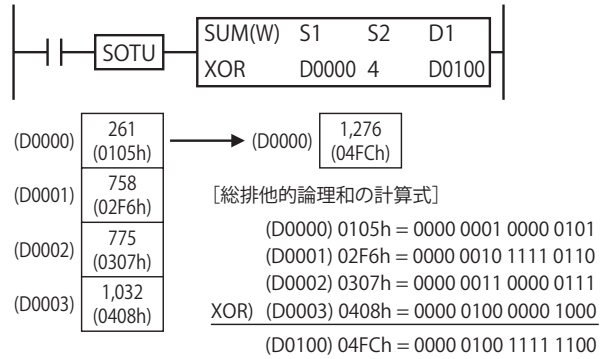 SOTU
SUM(W) S1 S2 D1
XOR D0000 4 D0100
(D0000) 261 (0105h) (D0000) 1,276 (04FCh)
(D0001) 758 (02F6h)
(D0002) 775 (0307h)
(D0003) 1,032 (0408h)
[総排他的論理和の計算式]
(D0000) 0105h = 0000 0001 0000 0101
(D0001) 02F6h = 0000 0010 1111 0110
(D0002) 0307h = 0000 0011 0000 0111
XOR) (D0003) 0408h = 0000 0100 0000 1000
(D0100) 04FCh = 0000 0100 1111 1100